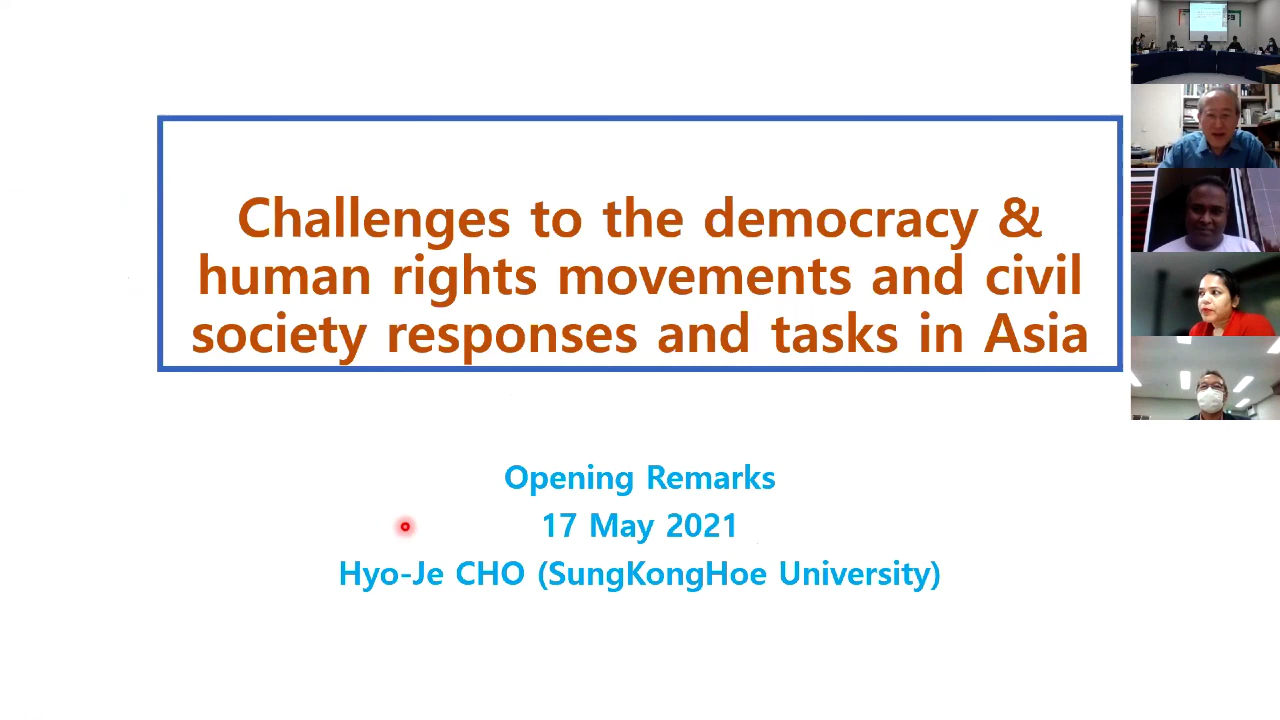 Challenges to the democracy &
human rights movements and civil
society responses and tasks in Asia
Opening Remarks
17 May 2021
Hyo-Je CHO (SungKongHoe University)